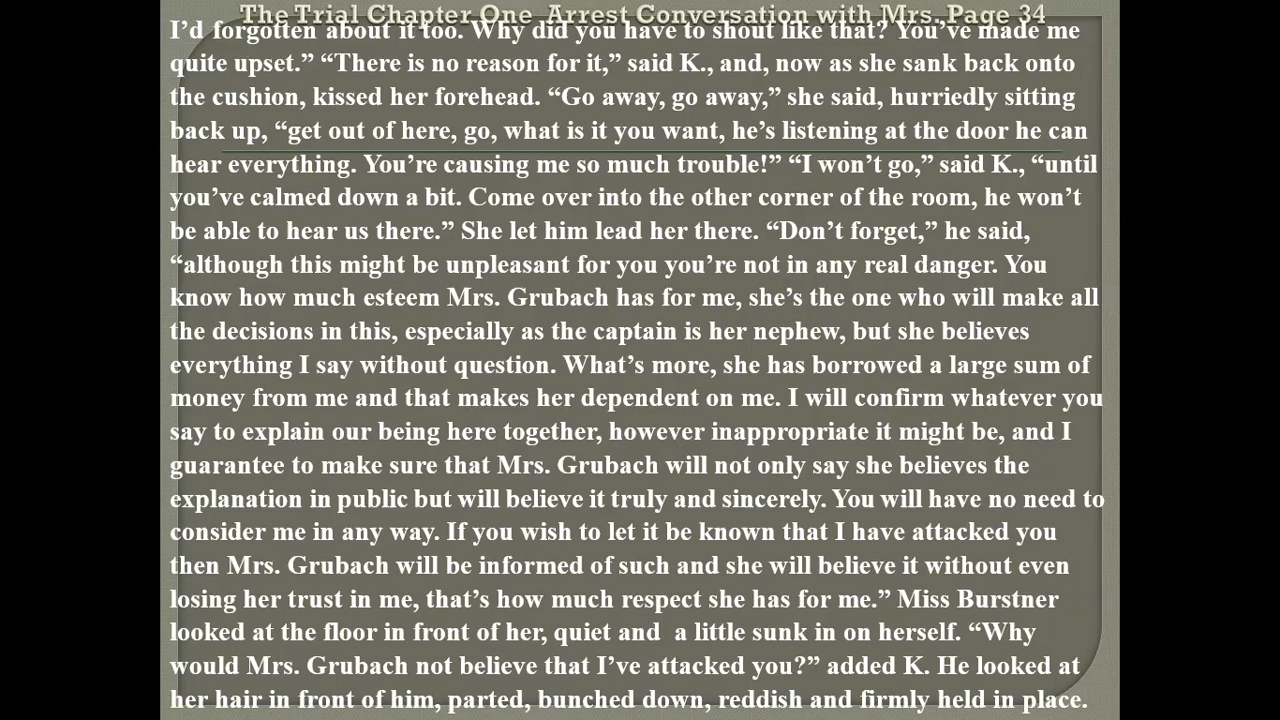 The Trial Chapter One Arrest Conversation with Mrs. Page 34
I’d forgotten about it too. Why did you have to shout like that? You’ve made me
quite upset.” “There is no reason for it,” said K., and, now as she sank back onto
the cushion, kissed her forehead. “Go away, go away,” she said, hurriedly sitting
back up, “get out of here, go, what is it you want, he’s listening at the door he can
hear everything. You’re causing me so much trouble!” “I won’t go,” said K., “until
you’ve calmed down a bit. Come over into the other corner of the room, he won’t
be able to hear us there.” She let him lead her there. “Don’t forget,” he said,
“although this might be unpleasant for you you’re not in any real danger. You
know how much esteem Mrs. Grubach has for me, she’s the one who will make all
the decisions in this, especially as the captain is her nephew, but she believes
everything I say without question. What’s more, she has borrowed a large sum of
money from me and that makes her dependent on me. I will confirm whatever you
say to explain our being here together, however inappropriate it might be, and I
guarantee to make sure that Mrs. Grubach will not only say she believes the
explanation in public but will believe it truly and sincerely. You will have no need to
consider me in any way. If you wish to let it be known that I have attacked you
then Mrs. Grubach will be informed of such and she will believe it without even
losing her trust in me, that’s how much respect she has for me.” Miss Burstner
looked at the floor in front of her, quiet and  a little sunk in on herself. “Why
would Mrs. Grubach not believe that I’ve attacked you?” added K. He looked at
her hair in front of him, parted, bunched down, reddish and firmly held in place.